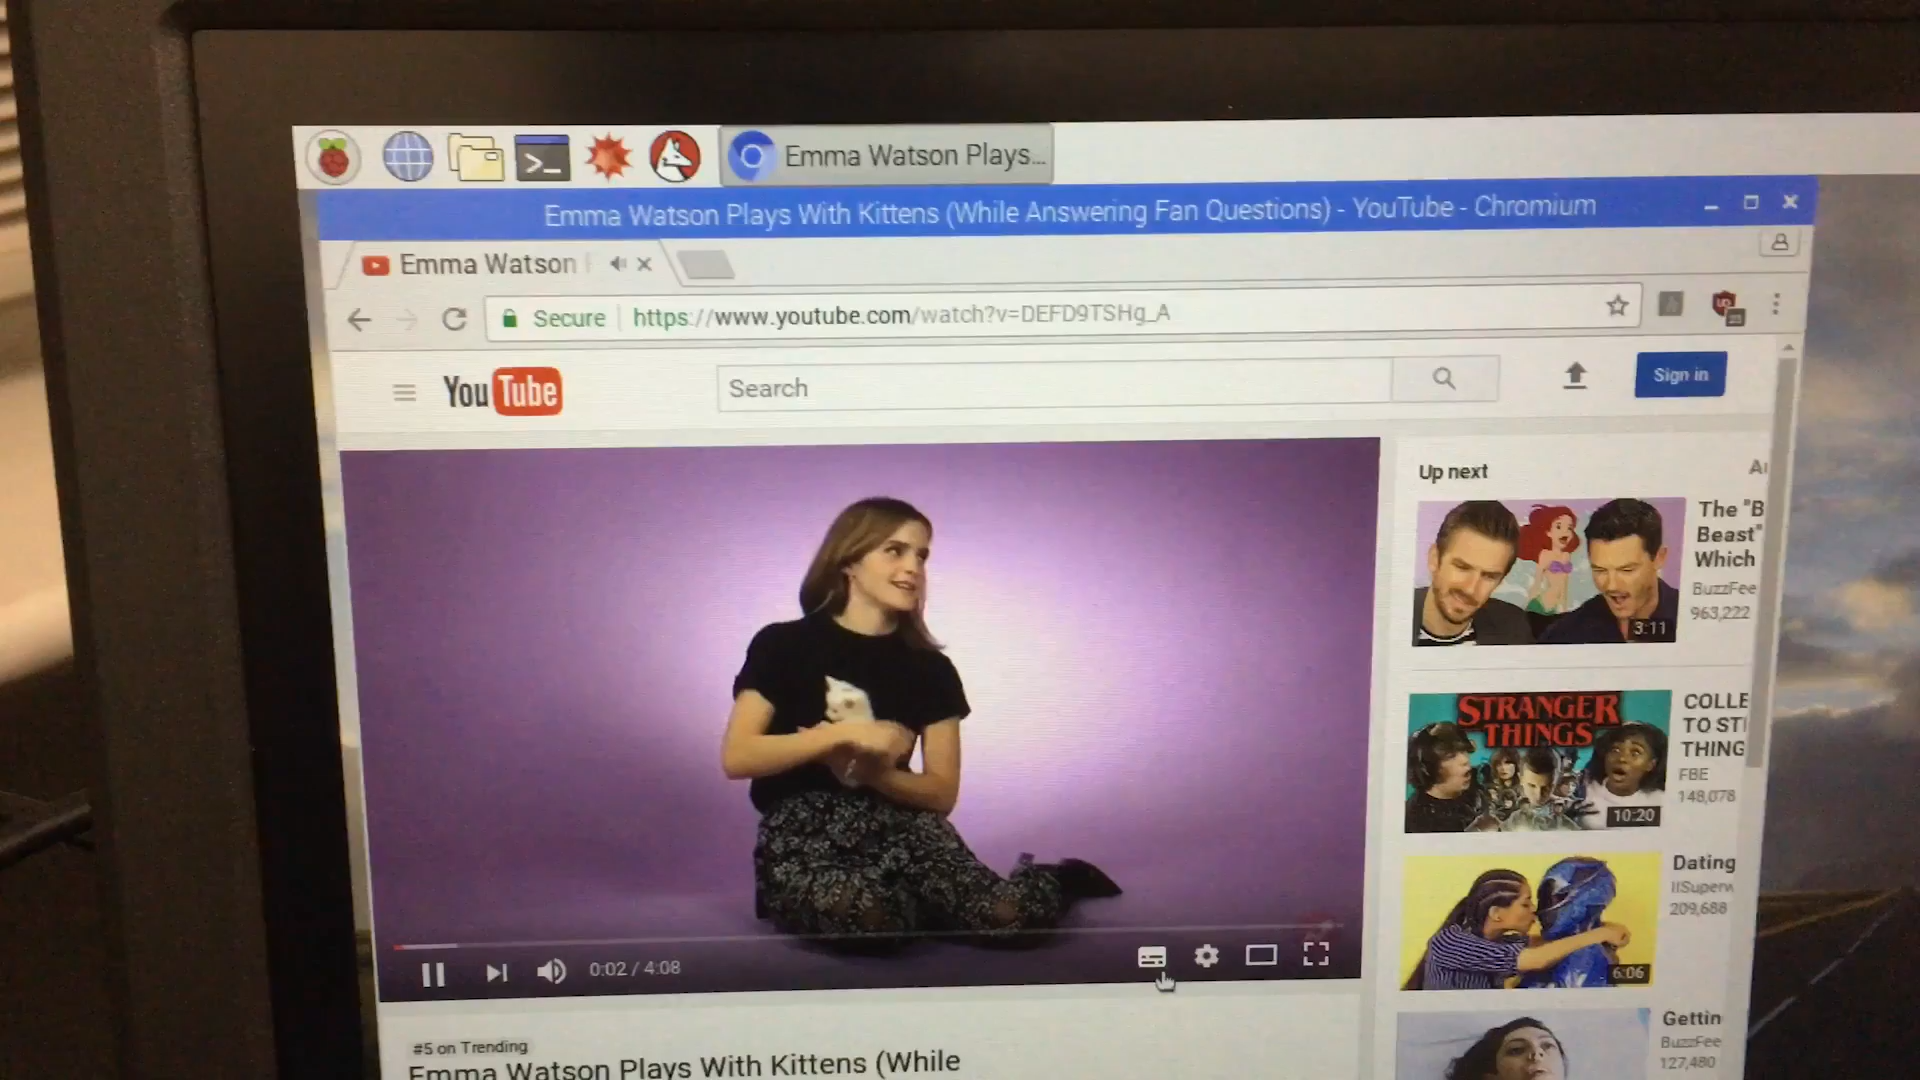 Emma Watson Plays...
Emma Watson Plays With Kittens (While Answering Fan Questions) - YouTube - Chromium
Emma Watson
Secure
https://www.youtube.com/watch?v=DEFD9TSHg_A
YouTube
Search
Sign in
Up next
The "B
Beast"
Which
BuzzFee
963,222
3:11
STRANGER
THINGS
10:20
COLLE
TO STI
THING
FBE
148,078
Dating
IISuperw
209,688
6:06
0:02 / 4:08
Gettin
BuzzFee
127,480
#5 on Trending
Emma Watson Plays With Kittens (While